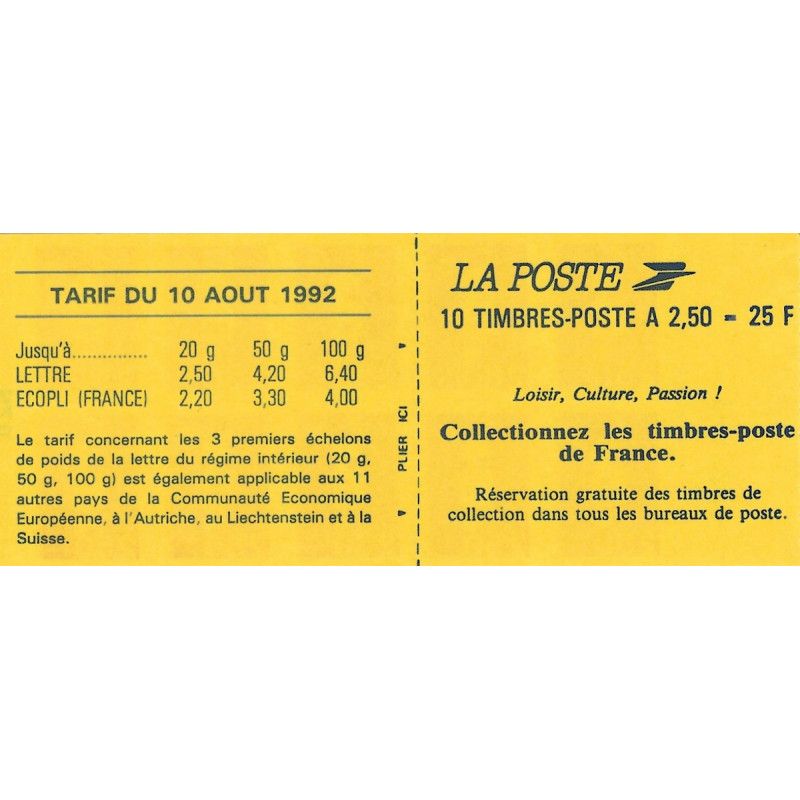 TARIF DU 10 AOUT 1992
Jusqu'à............... 20 g 50 g 100 g
LETTRE 2,50 4,20 6,40
ECOPLI (FRANCE) 2,20 3,30 4,00
Le tarif concernant les 3 premiers échelons
de poids de la lettre du régime intérieur (20 g,
50 g, 100 g) est également applicable aux 11
autres pays de la Communauté Economique
Européenne, à l'Autriche, au Liechtenstein et à la
Suisse.
PLIER ICI
LA POSTE
10 TIMBRES-POSTE A 2,50 = 25 F
Loisir, Culture, Passion !
Collectionnez les timbres-poste
de France.
Réservation gratuite des timbres de
collection dans tous les bureaux de poste.